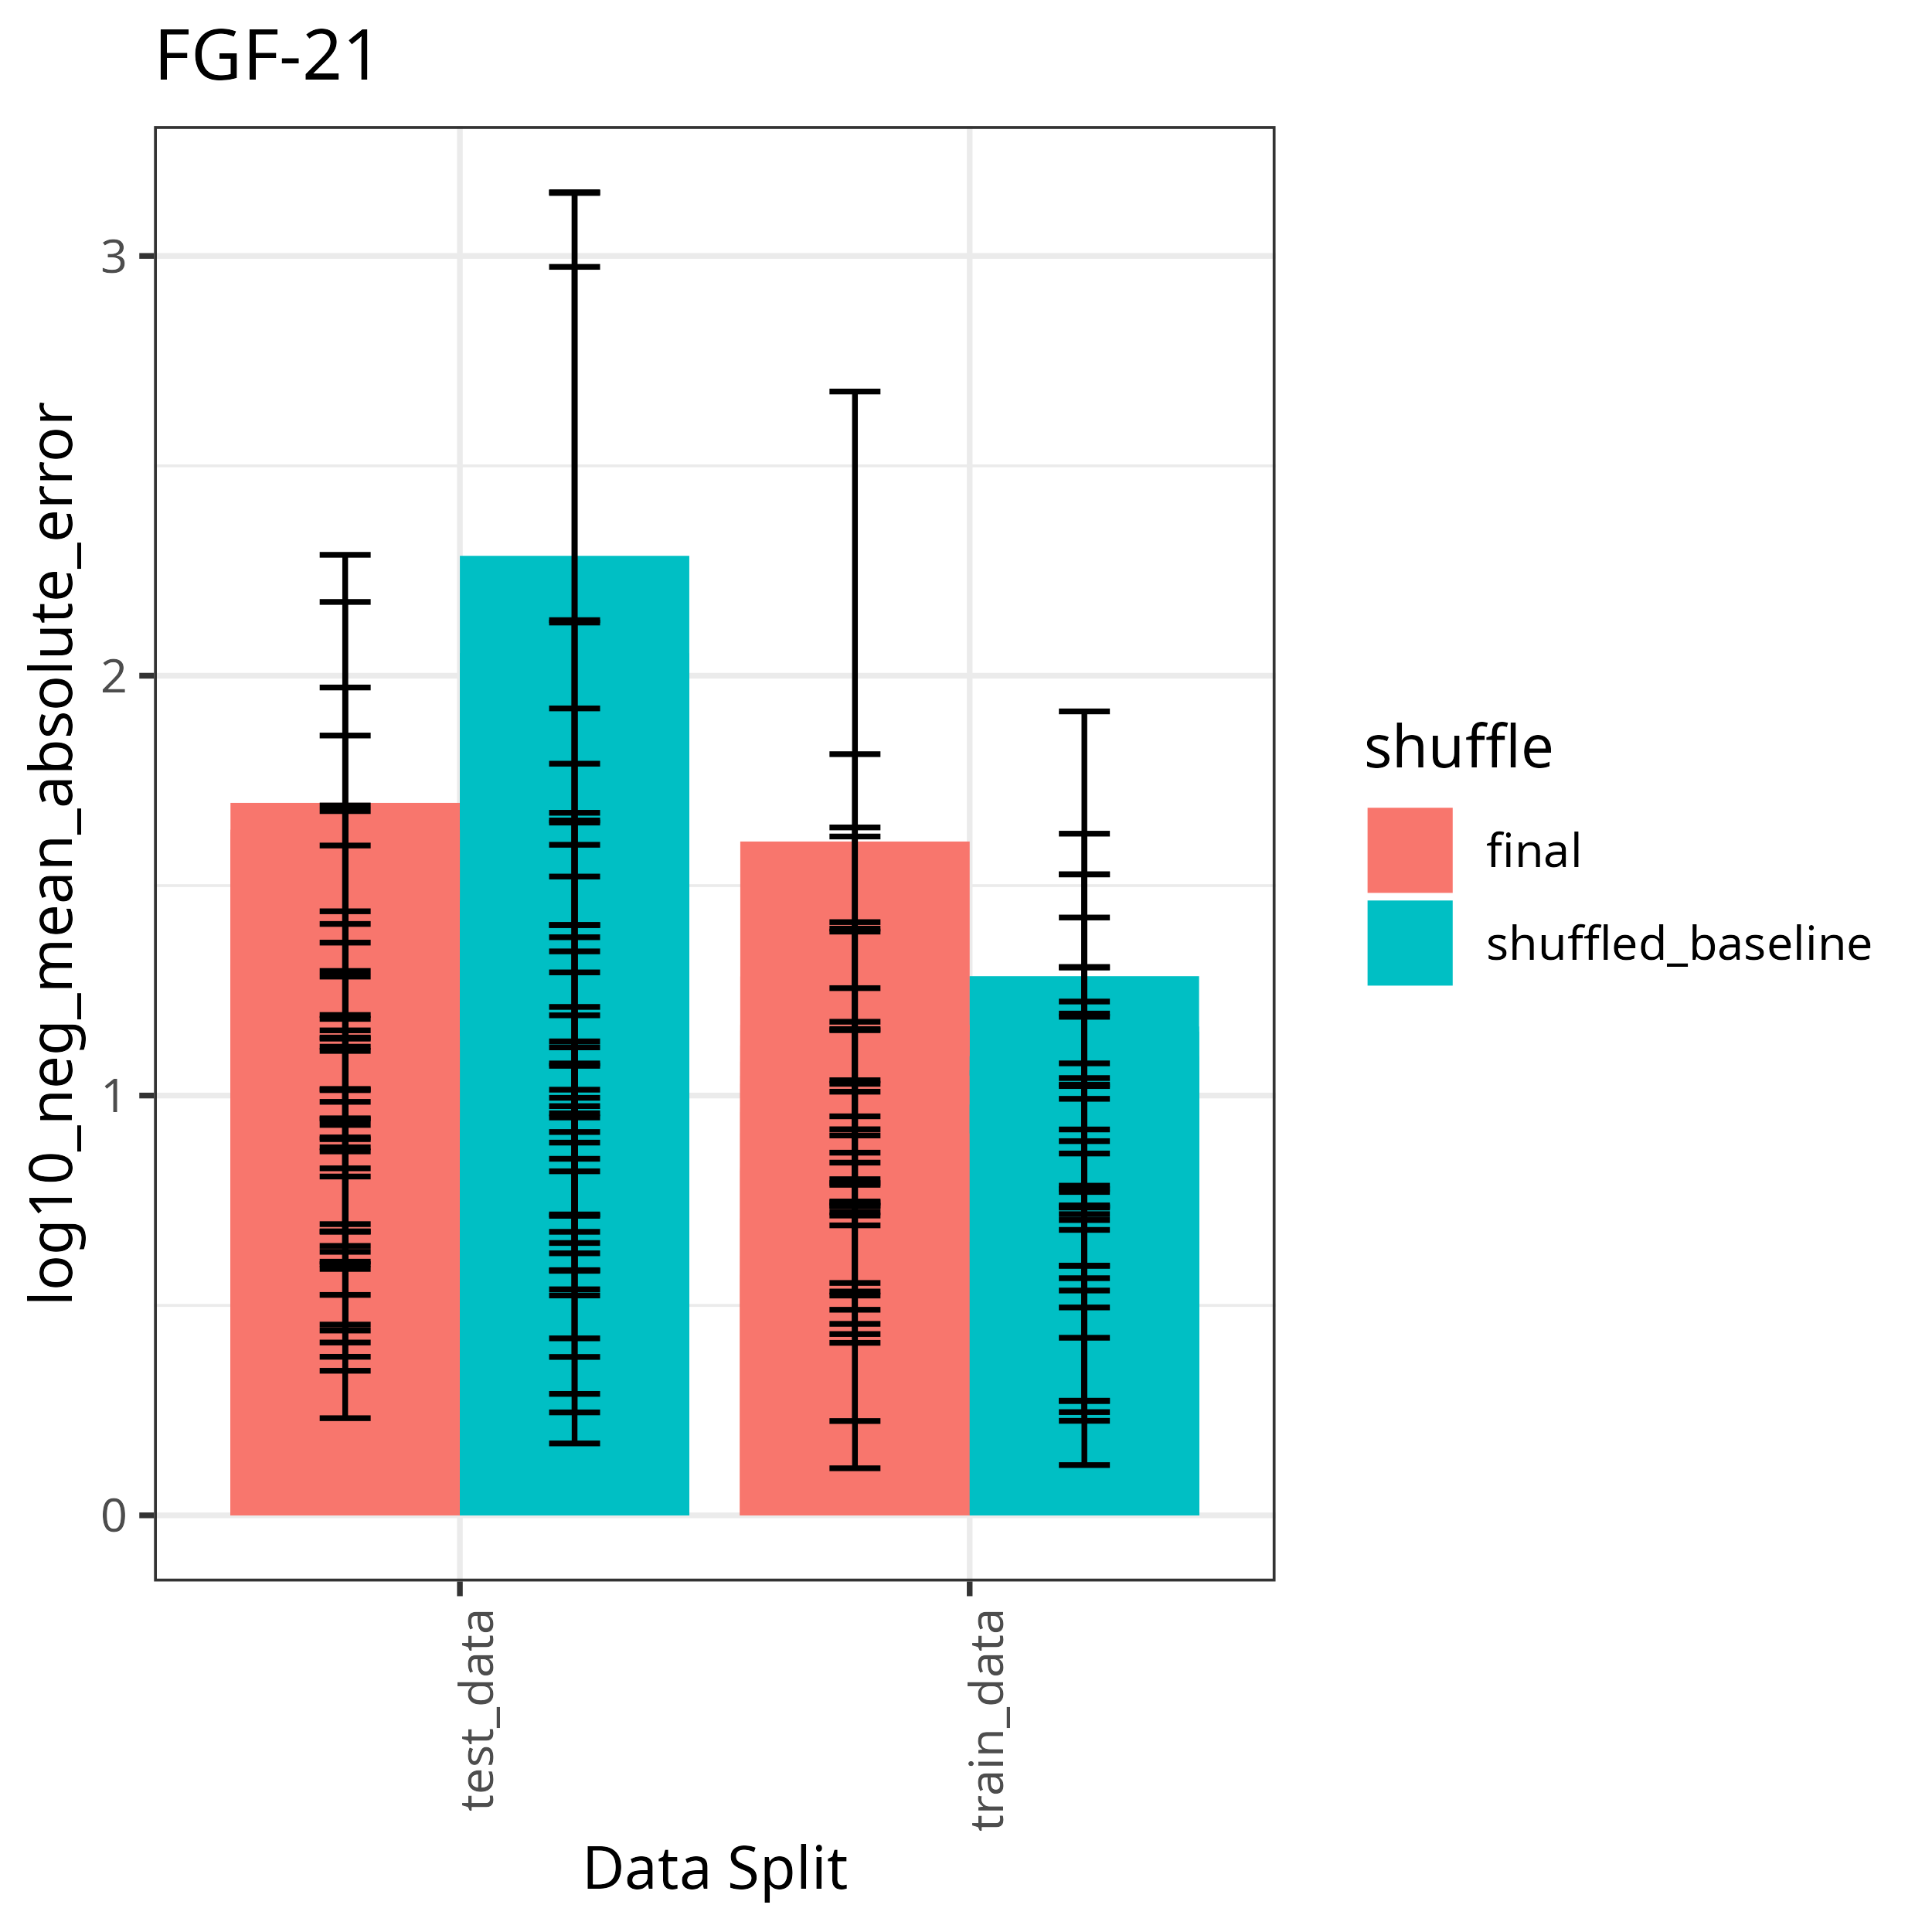 FGF-21
log10_neg_mean_absolute_error
3
2
1
0
test_data
train_data
Data Split
shuffle
final
shuffled_baseline